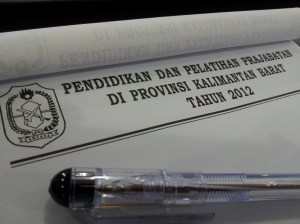 PENDIDIKAN DAN PELATIHAN PRAJABATAN
DI PROVINSI KALIMANTAN BARAT
TAHUN 2012